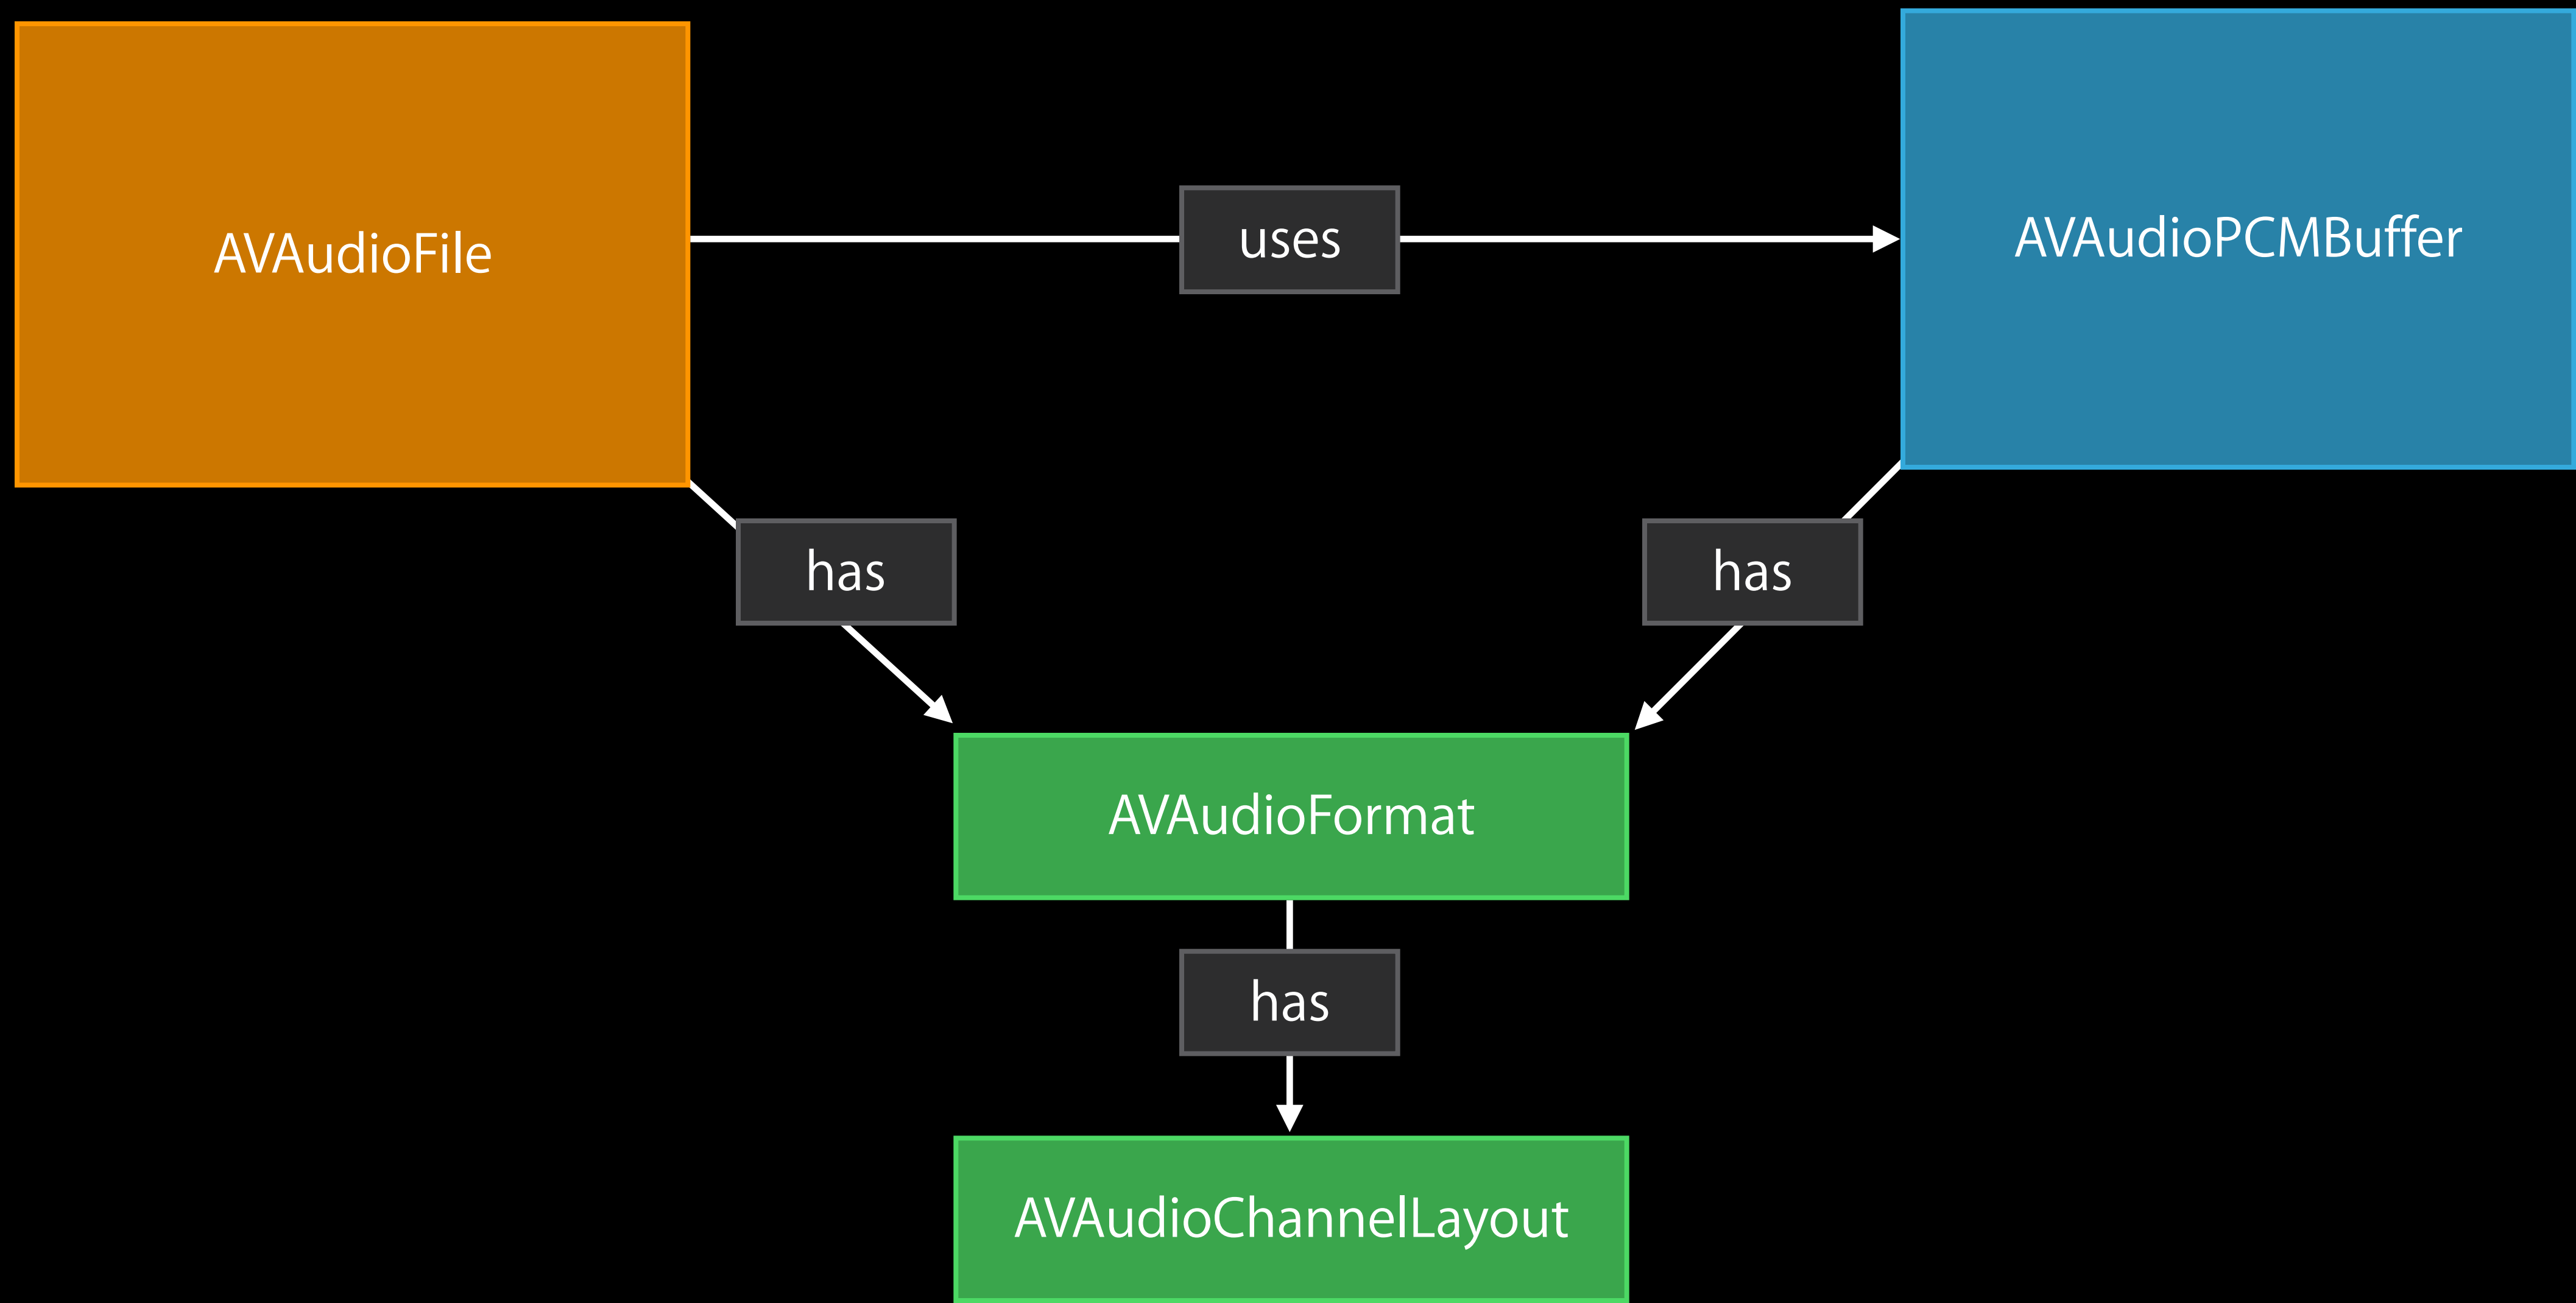 AVAudioFile
uses
AVAudioPCMBuffer
has
has
AVAudioFormat
has
AVAudioChannelLayout